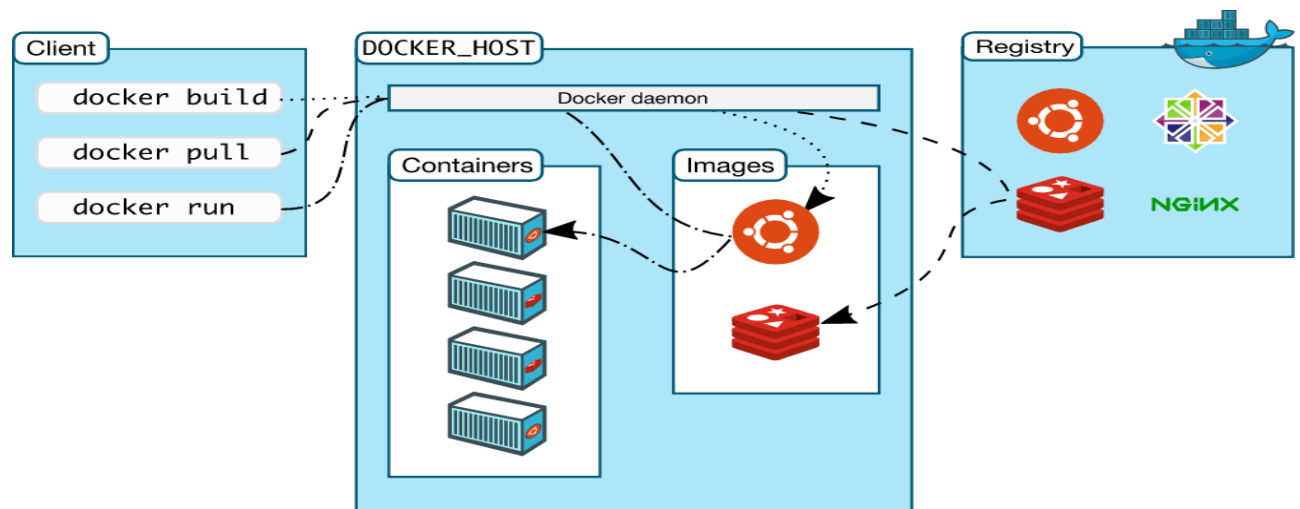 Client
docker build
docker pull
docker run
DOCKER_HOST
Docker daemon
Containers
Images
Registry
NGiNX